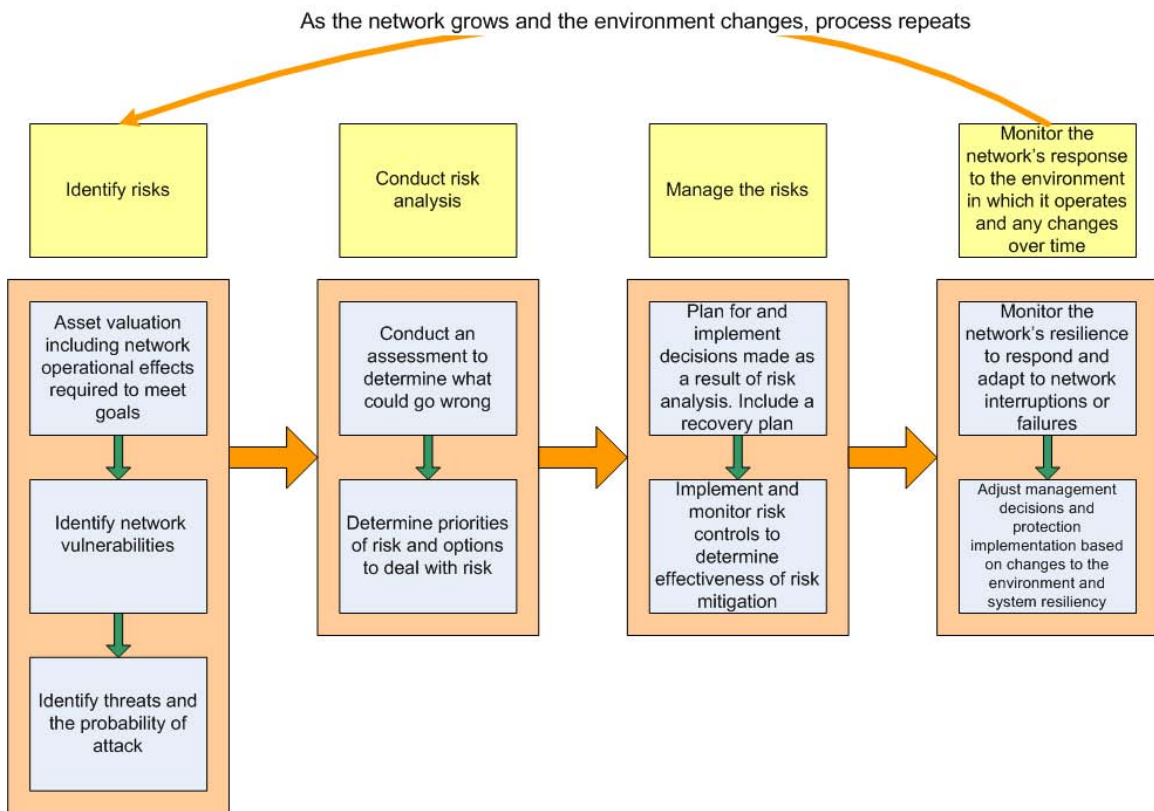 As the network grows and the environment changes, process repeats
Identify risks
Conduct risk
analysis
Manage the risks
Monitor the
network's response
to the environment
in which it operates
and any changes
over time
Asset valuation
including network
operational effects
required to meet
goals
Identify network
vulnerabilities
Identify threats and
the probability of
attack
Conduct an
assessment to
determine what
could go wrong
Determine priorities
of risk and options
to deal with risk
Plan for and
implement
decisions made as
a result of risk
analysis. Include a
recovery plan
Implement and
monitor risk
controls to
determine
effectiveness of risk
mitigation
Monitor the
network's resilience
to respond and
adapt to network
interruptions or
failures
Adjust management
decisions and
protection
implementation based
on changes to the
environment and
system resiliency